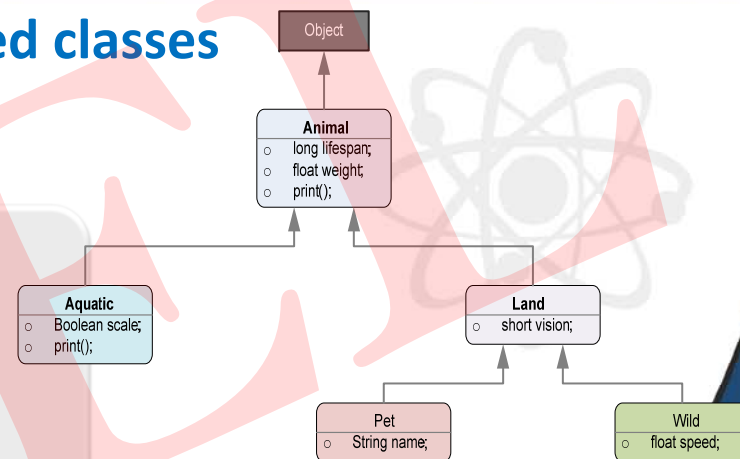 ed classes
Object
Animal
long lifespan;
float weight;
print();
Aquatic
Boolean scale;
print();
Land
short vision;
Pet
String name;
Wild
float speed;